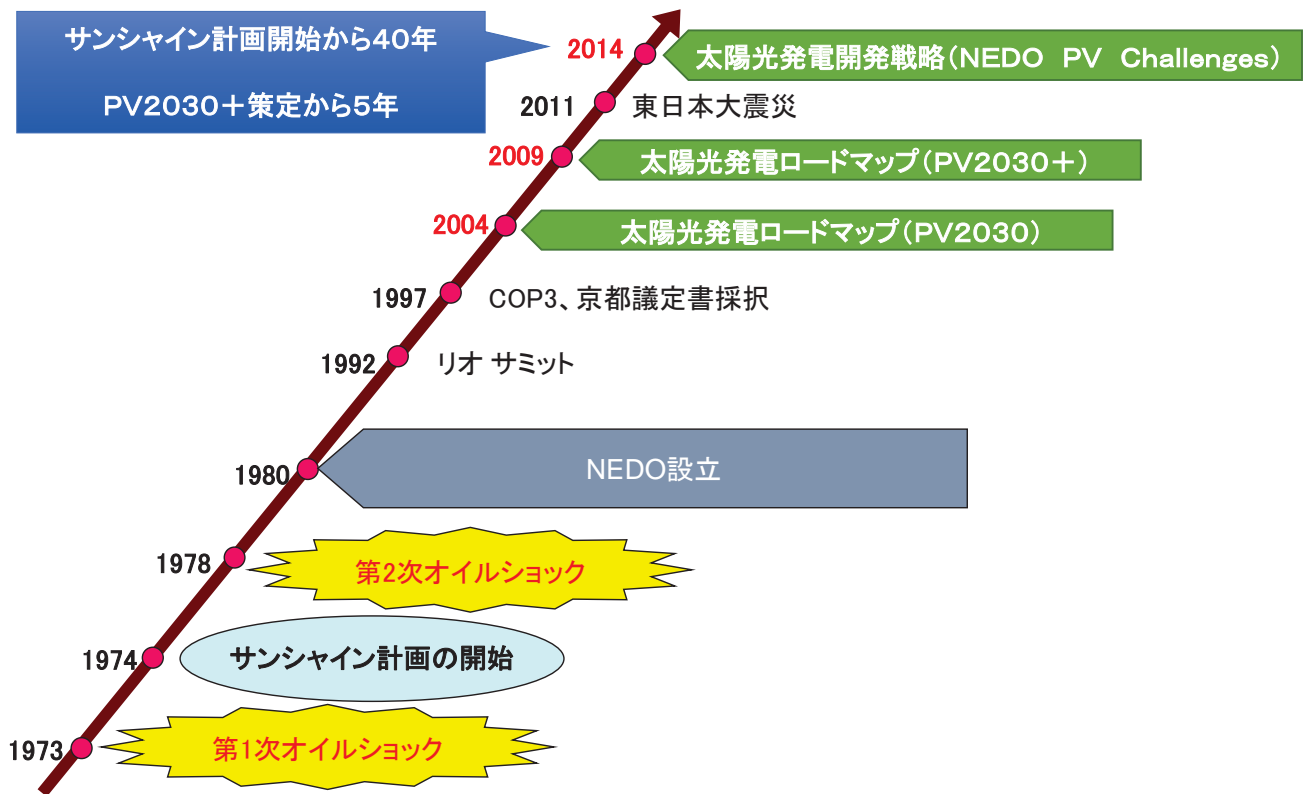 サンシャイン計画開始から40年
PV2030＋策定から5年
2014
太陽光発電開発戦略（NEDO PV Challenges）
2011
東日本大震災
2009
太陽光発電ロードマップ（PV2030＋）
2004
太陽光発電ロードマップ（PV2030）
1997
COP3、京都議定書採択
1992
リオ サミット
1980
NEDO設立
1978
第2次オイルショック
1974
サンシャイン計画の開始
1973
第1次オイルショック